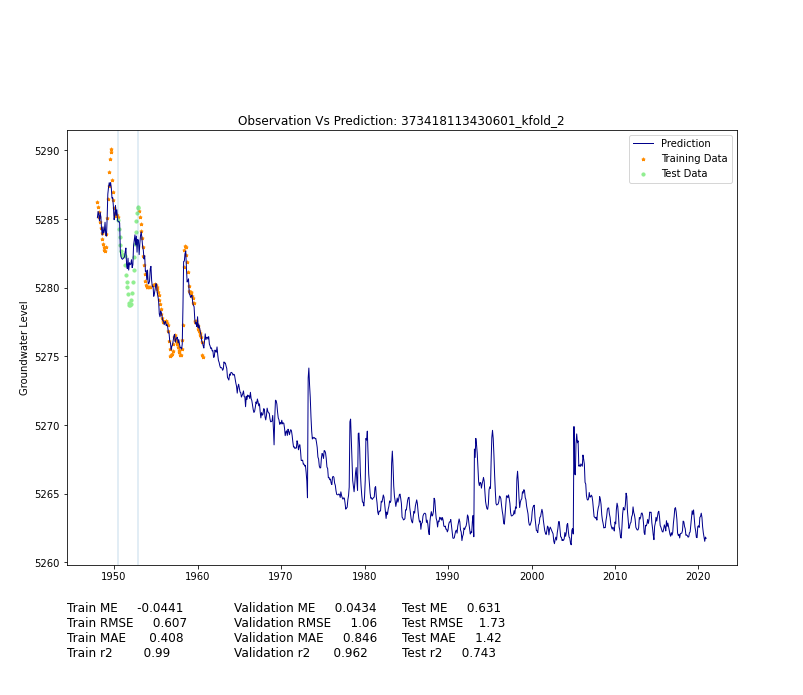 Observation Vs Prediction: 373418113430601_kfold_2
Prediction
Training Data
Test Data
Groundwater Level
5290
5285
5280
5275
5270
5265
5260
1950 1960 1970 1980 1990 2000 2010 2020
Train ME -0.0441 Validation ME 0.0434 Test ME 0.631
Train RMSE 0.607 Validation RMSE 1.06 Test RMSE 1.73
Train MAE 0.408 Validation MAE 0.846 Test MAE 1.42
Train r2 0.99 Validation r2 0.962 Test r2 0.743